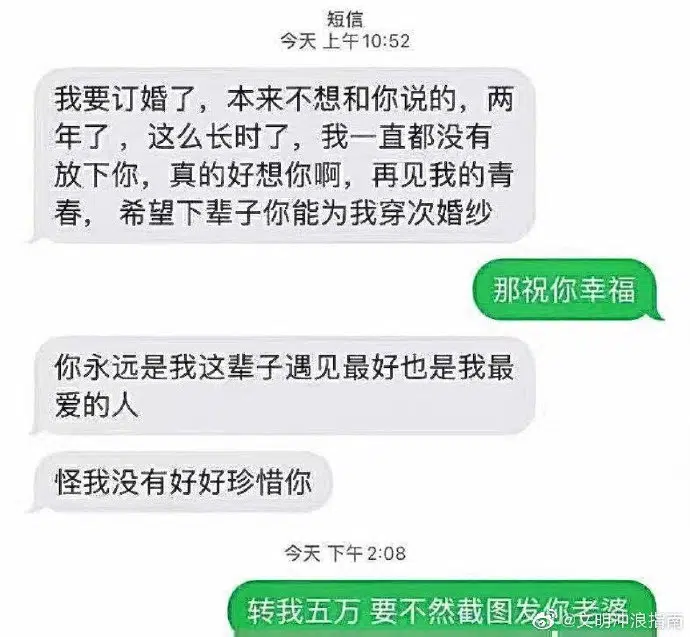 短信
今天 上午10:52
我要订婚了，本来不想和你说的，两
年了 ，这么长时了，我一直都没有
放下你，真的好想你啊，再见我的青
春， 希望下辈子你能为我穿次婚纱
那祝你幸福
你永远是我这辈子遇见最好也是我最
爱的人
怪我没有好好珍惜你
今天 下午2:08
转我五万 要不然截图发你老婆
@文明冲浪指南